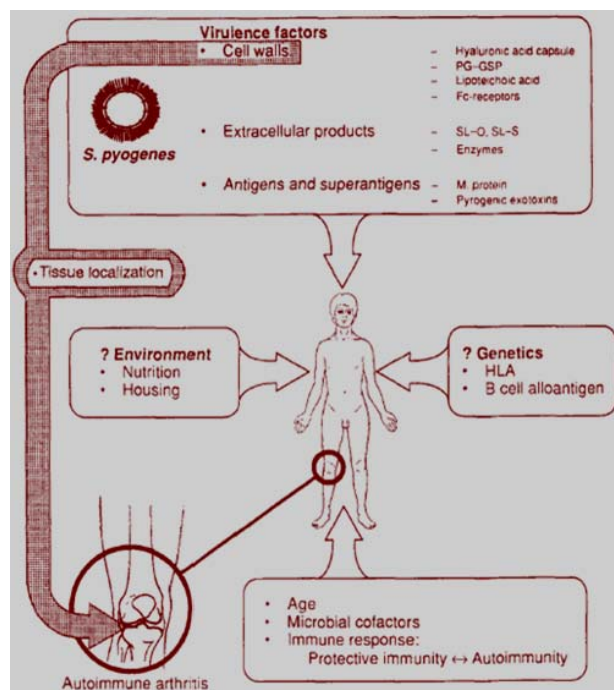 Virulence factors
• Cell walls
– Hyaluronic acid capsule
– PG-GSP
– Lipoteichoic acid
– Fc-receptors
S. pyogenes
• Extracellular products
– SL-O, SL-S
– Enzymes
• Antigens and superantigens
– M. protein
– Pyrogenic exotoxins
• Tissue localization
? Environment
• Nutrition
• Housing
? Genetics
• HLA
• B cell alloantigen
• Age
• Microbial cofactors
• Immune response:
Protective immunity ↔ Autoimmunity
Autoimmune arthritis